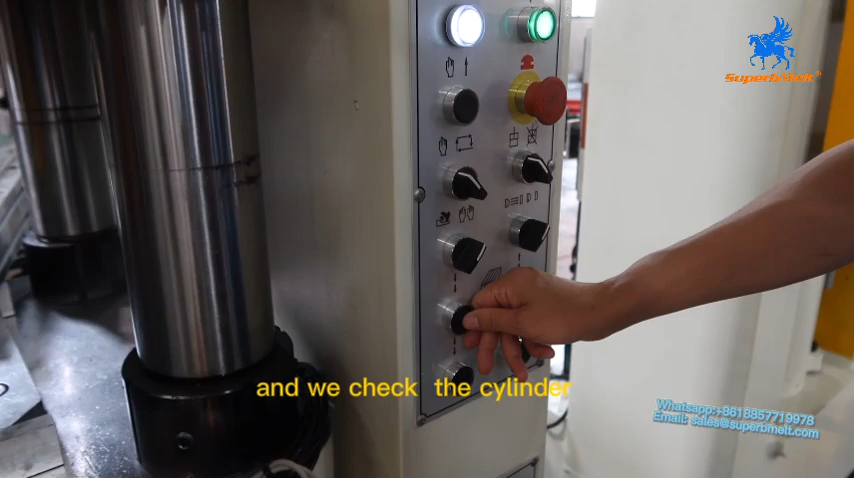 Superbmelt®
and we check the cylinder
Whatsapp:+8618857719978
Email: sales@superbmelt.com